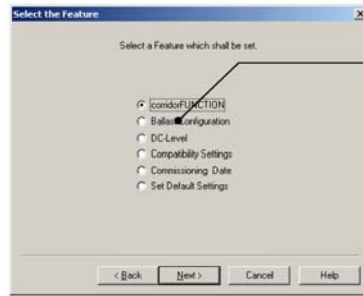 Select the Feature
Select a Feature which shall be set.
corridorFUNCTION
Ballast Configuration
DC-Level
Compatibility Settings
Commissioning Date
Set Default Settings
< Back
Next >
Cancel
Help